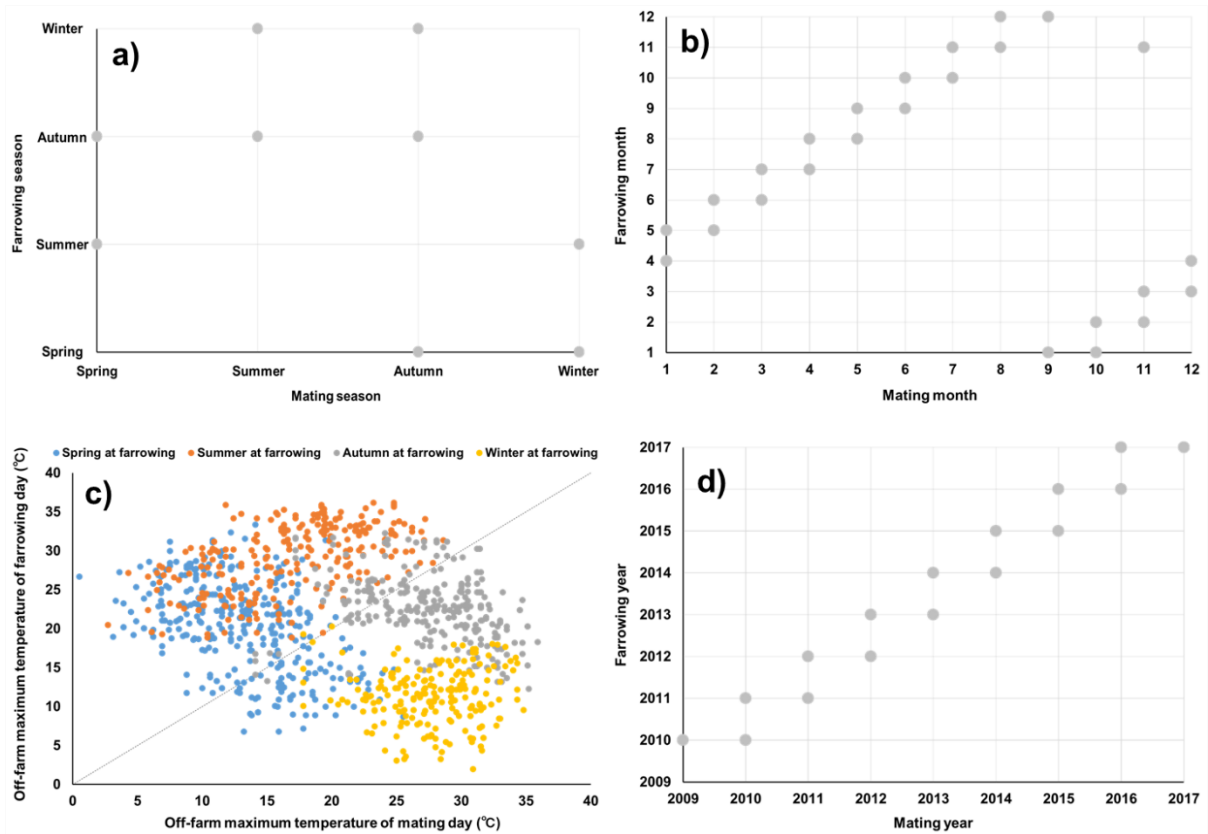 a)
Winter
Autumn
Summer
Spring
Farrowing season
Spring Summer Autumn Winter
Mating season
b)
12
11
10
9
8
7
6
5
4
3
2
1
Farrowing month
1 2 3 4 5 6 7 8 9 10 11 12
Mating month
Spring at farrowing Summer at farrowing Autumn at farrowing Winter at farrowing
c)
40
35
30
25
20
15
10
5
0
Off-farm maximum temperature of farrowing day (℃)
0 5 10 15 20 25 30 35 40
Off-farm maximum temperature of mating day (℃)
d)
2017
2016
2015
2014
2013
2012
2011
2010
2009
Farrowing year
2009 2010 2011 2012 2013 2014 2015 2016 2017
Mating year